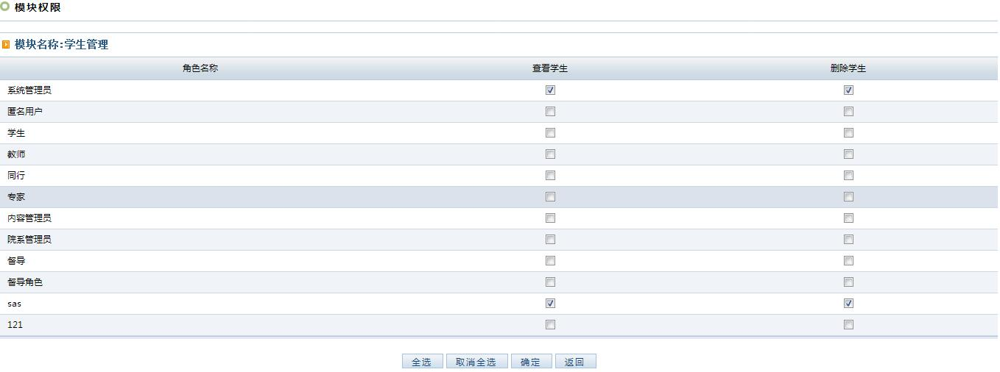 模块权限
模块名称:学生管理
角色名称 查看学生 删除学生
系统管理员
匿名用户
学生
教师
同行
专家
内容管理员
院系管理员
督导
督导角色
sas
121
全选 取消全选 确定 返回